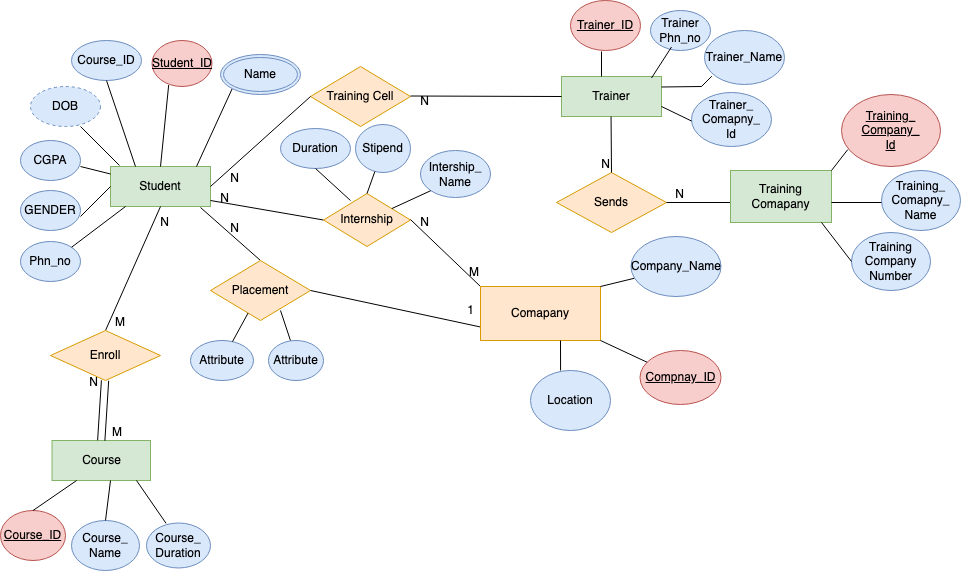 Trainer_ID
Trainer
Phn_no
Course_ID
Student_ID
Name
Trainer_Name
DOB
Training Cell
N
Trainer
Trainer_
Comapny_
Id
Training_
Company_
Id
CGPA
Duration
Stipend
Intership_
Name
N
N
Student
N
N
Training
Comapany
Training_
Comapny_
Name
GENDER
Internship
Sends
N
N
N
Phn_no
Training
Company
Number
Placement
M
Company_Name
1
Comapany
M
Enroll
Attribute
Attribute
Compnay_ID
N
Location
M
Course
Course_ID
Course_
Name
Course_
Duration